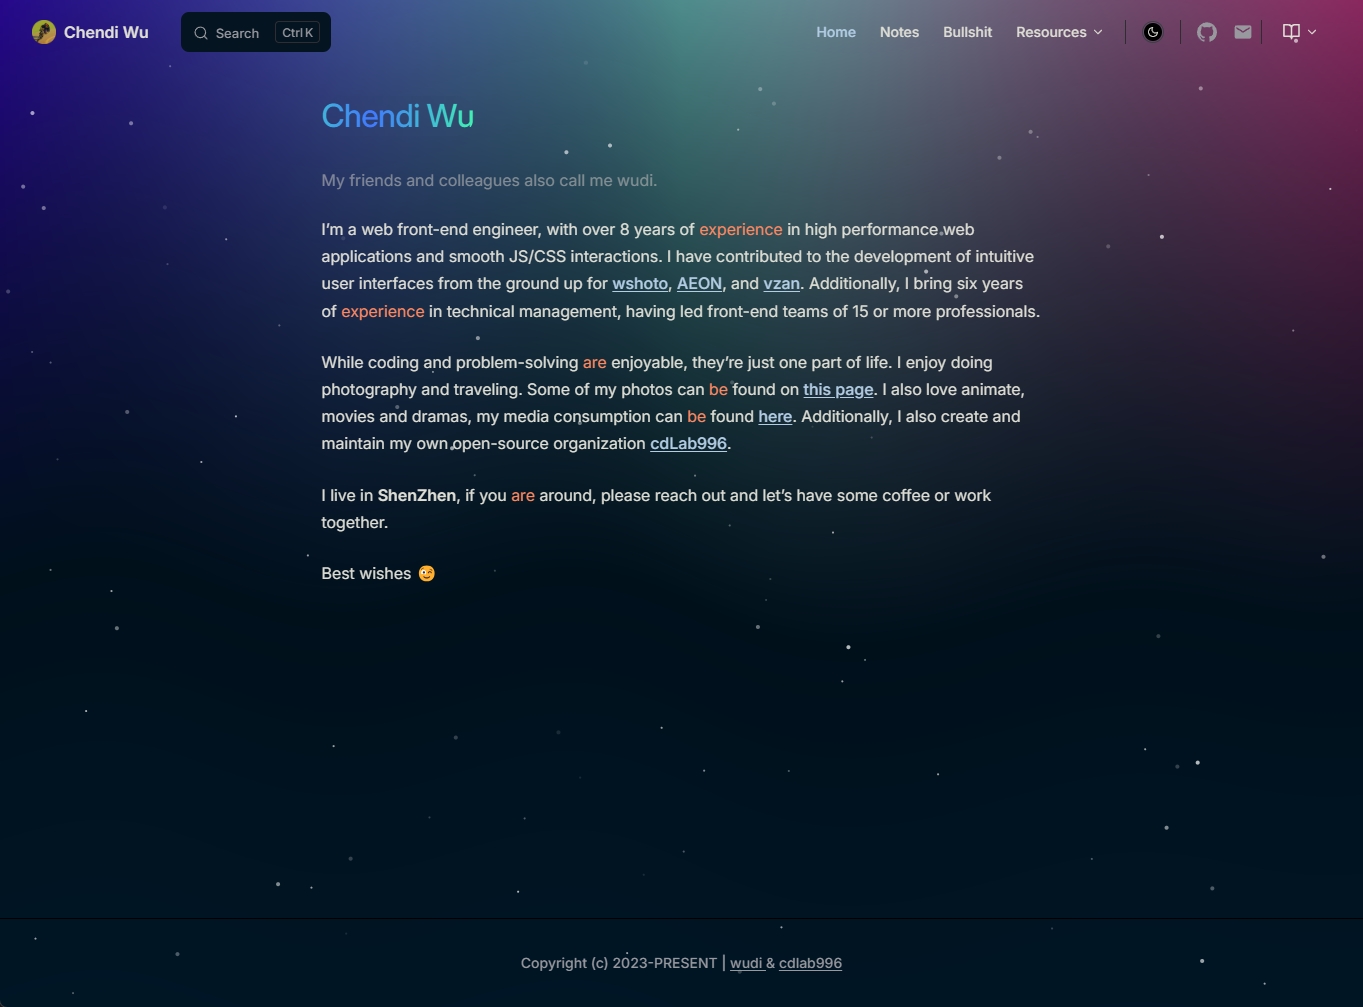 Chendi Wu
Search Ctrl K
Home Notes Bullshit Resources
Chendi Wu
My friends and colleagues also call me wudi.
I’m a web front-end engineer, with over 8 years of experience in high performance web
applications and smooth JS/CSS interactions. I have contributed to the development of intuitive
user interfaces from the ground up for wshoto, AEON, and vzan. Additionally, I bring six years
of experience in technical management, having led front-end teams of 15 or more professionals.
While coding and problem-solving are enjoyable, they’re just one part of life. I enjoy doing
photography and traveling. Some of my photos can be found on this page. I also love animate,
movies and dramas, my media consumption can be found here. Additionally, I also create and
maintain my own open-source organization cdLab996.
I live in ShenZhen, if you are around, please reach out and let’s have some coffee or work
together.
Best wishes 😉
Copyright (c) 2023-PRESENT | wudi & cdlab996